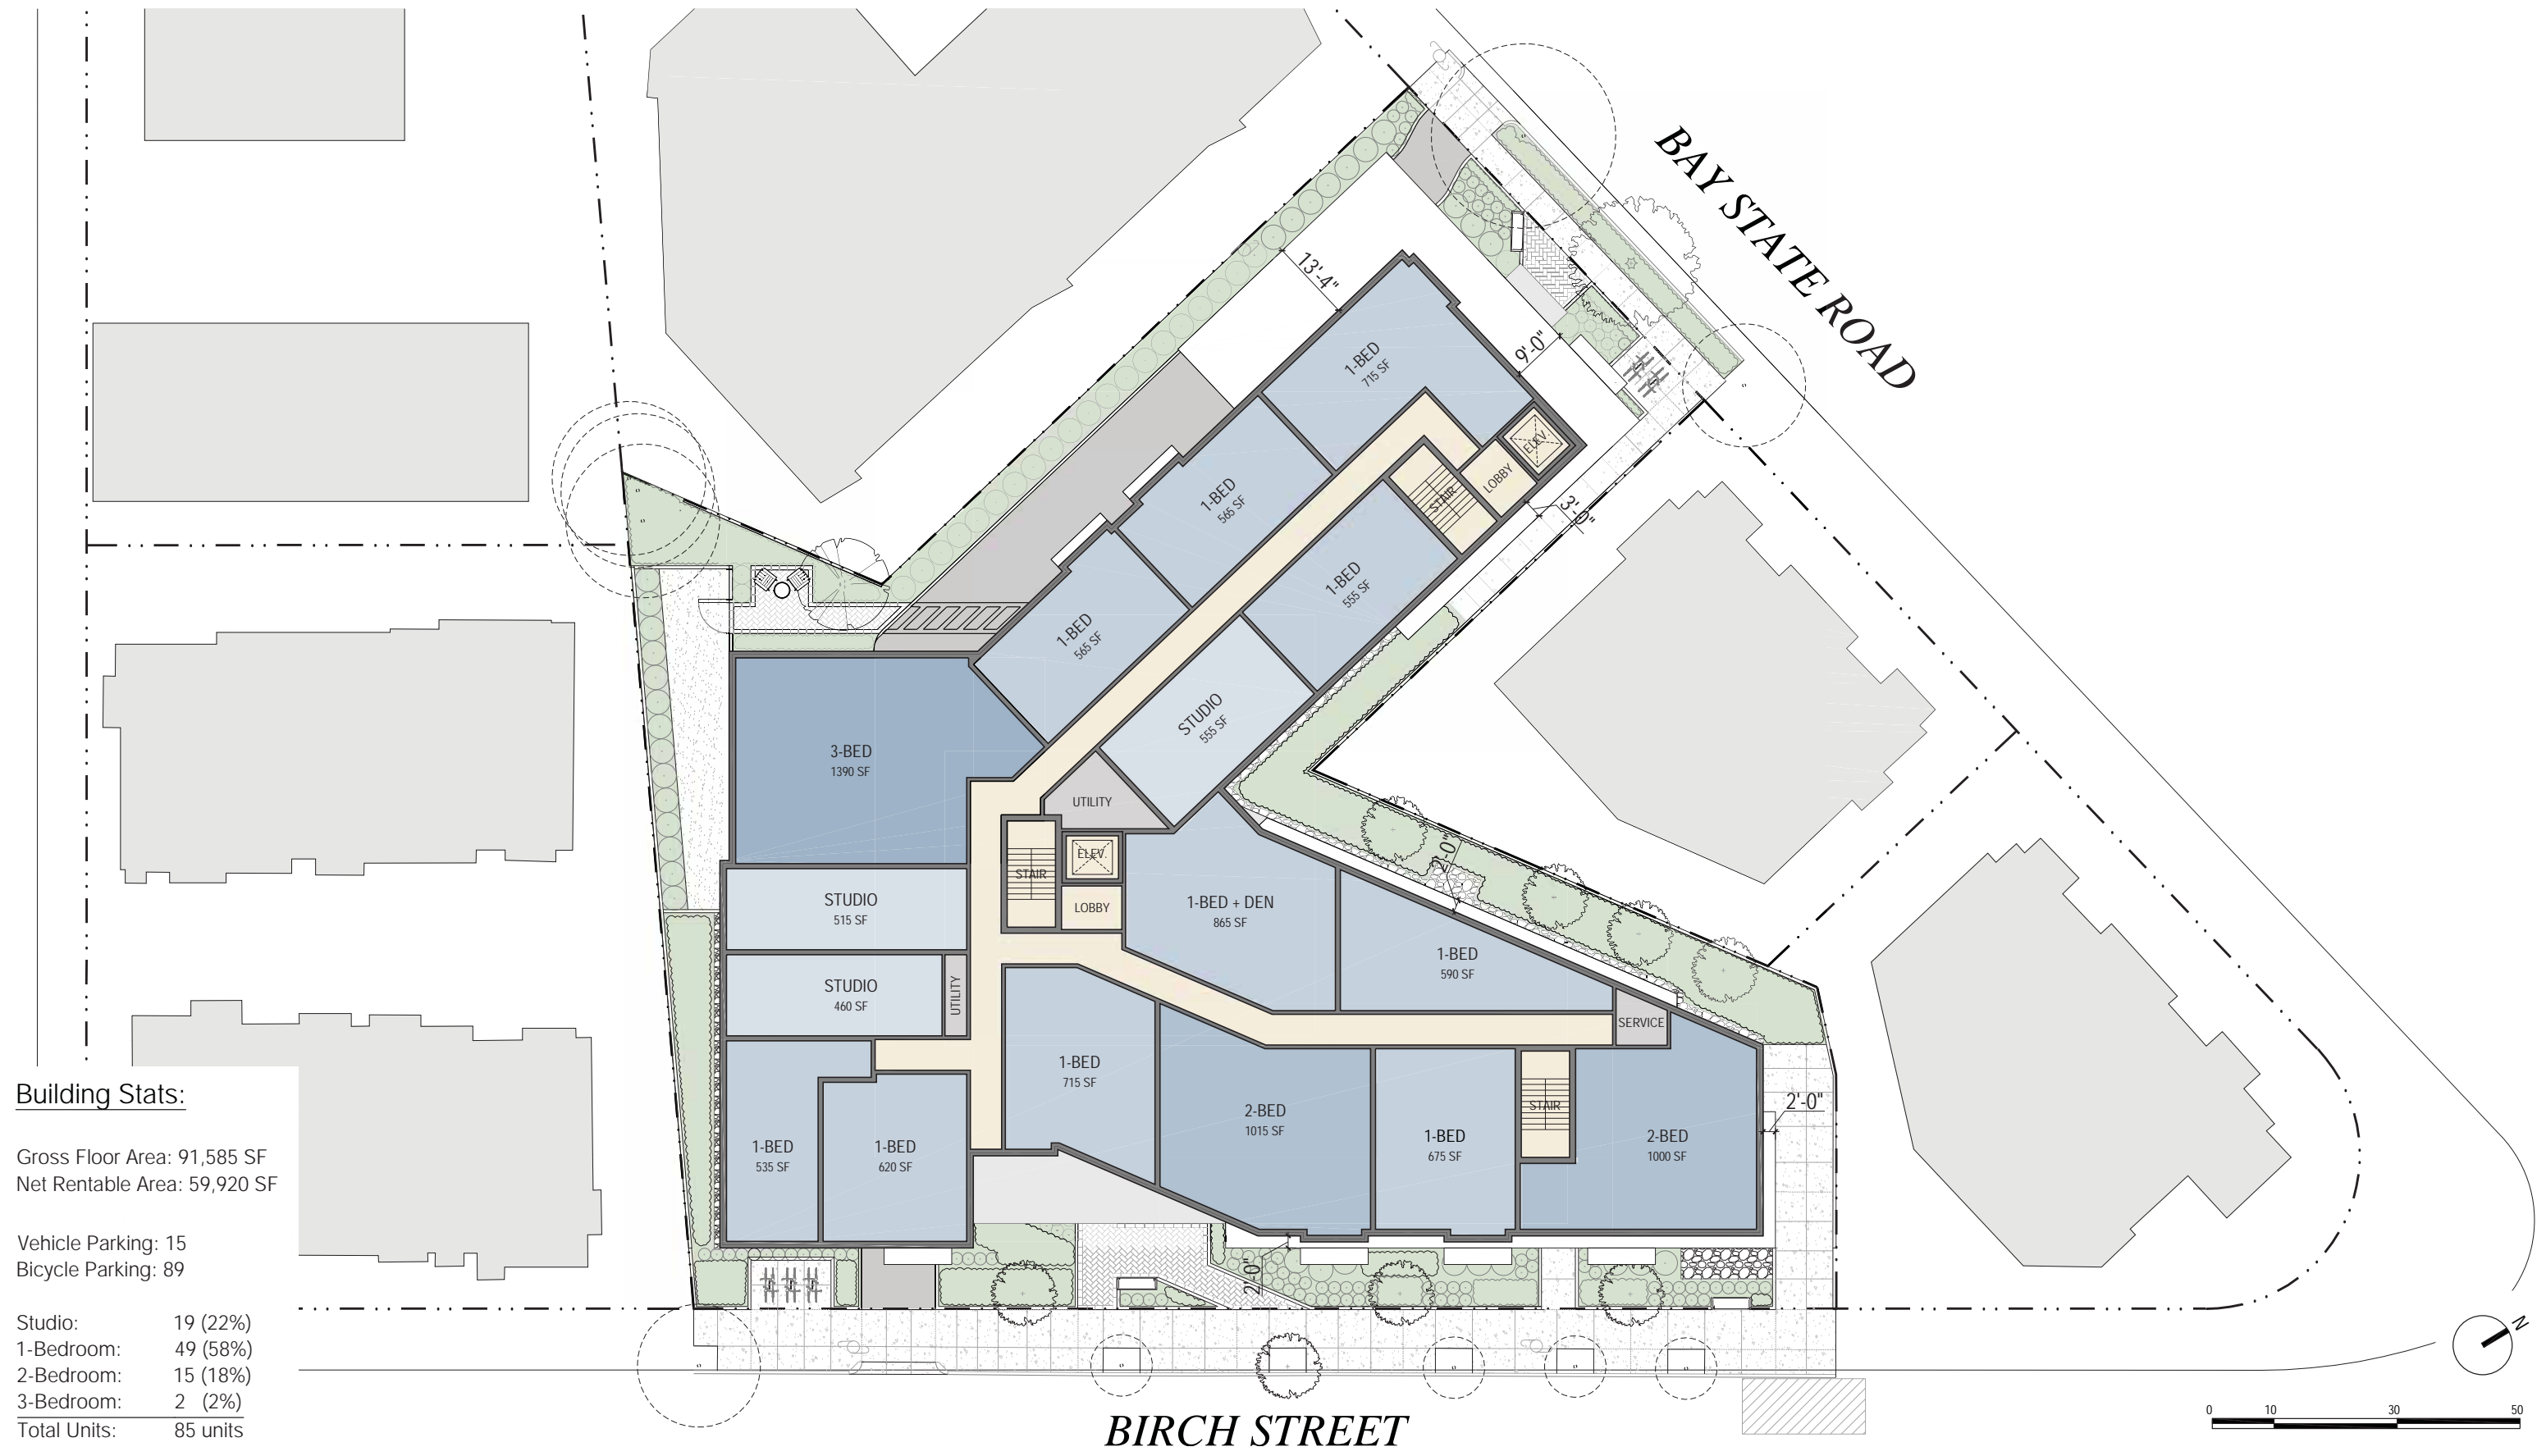 BAY STATE ROAD
13'-4"
9'-0"
1-BED
715 SF
ELEV.
LOBBY
STAIR
3'-0"
1-BED
565 SF
1-BED
555 SF
1-BED
565 SF
STUDIO
555 SF
3-BED
1390 SF
UTILITY
ELEV.
STAIR
LOBBY
2'-0"
STUDIO
515 SF
1-BED + DEN
865 SF
1-BED
590 SF
STUDIO
460 SF
UTILITY
SERVICE
1-BED
715 SF
2-BED
1015 SF
STAIR
2'-0"
1-BED
535 SF
1-BED
620 SF
1-BED
675 SF
2-BED
1000 SF
2'-0"
Building Stats:
Gross Floor Area: 91,585 SF
Net Rentable Area: 59,920 SF
Vehicle Parking: 15
Bicycle Parking: 89
Studio: 19 (22%)
1-Bedroom: 49 (58%)
2-Bedroom: 15 (18%)
3-Bedroom: 2 (2%)
Total Units: 85 units
BIRCH STREET
N
0 10 30 50